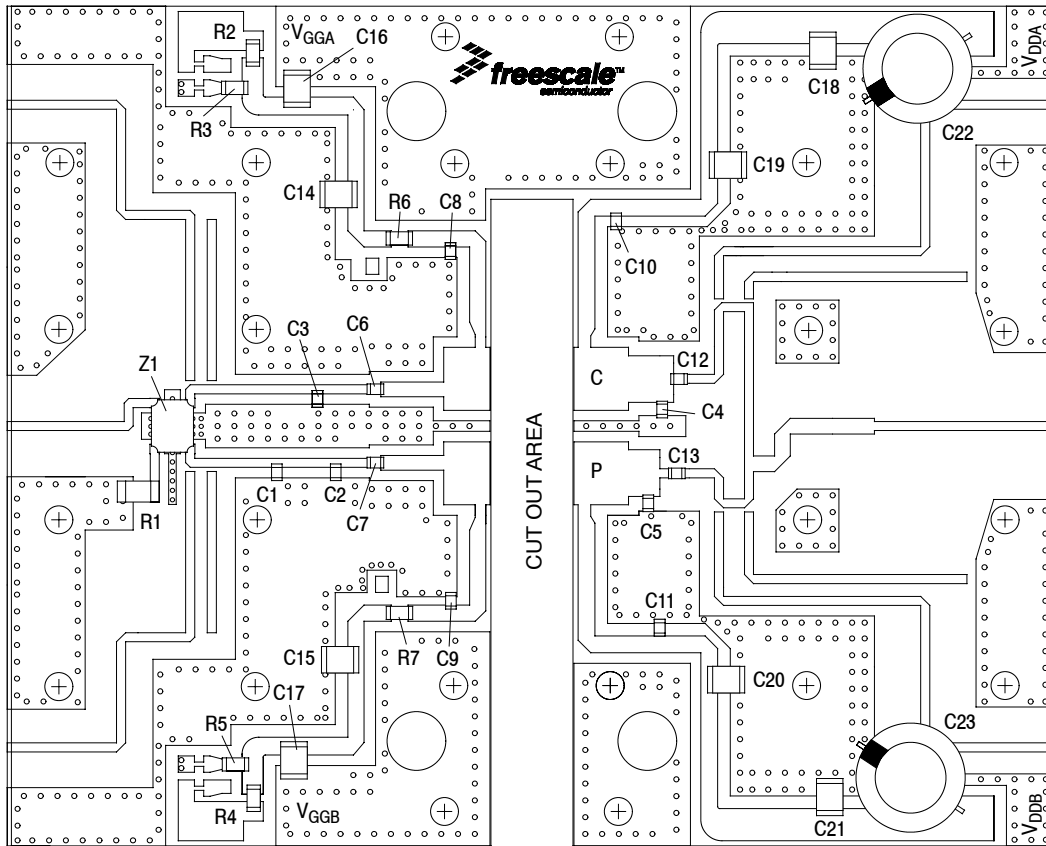 R2
VGGA
C16
freescale™
semiconductor
C18
VDDA
R3
C22
C19
C14
R6
C8
C10
C3
C6
Z1
C12
C
C4
CUT OUT AREA
C13
P
C1
C2
C7
R1
C5
C11
C15
R7
C9
C20
C17
C23
R5
R4
VGGB
C21
VDDB